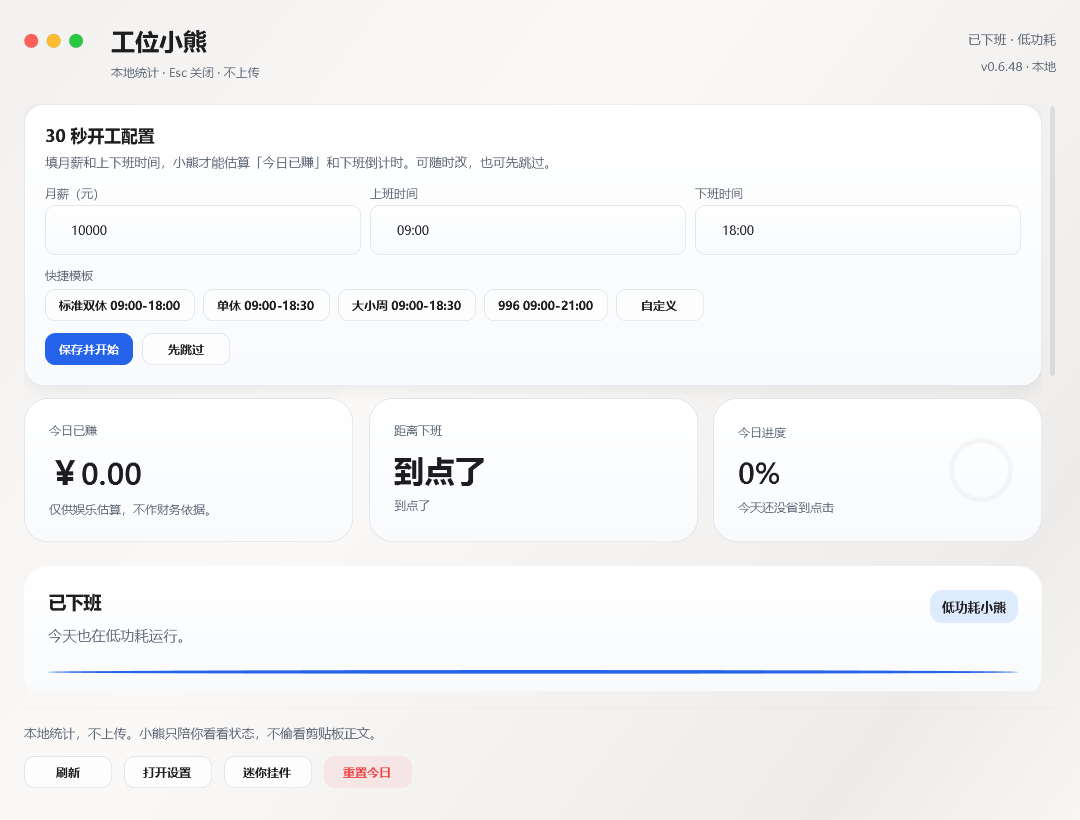 工位小熊
本地统计 · Esc 关闭 · 不上传
已下班 · 低功耗
v0.6.48 · 本地
30 秒开工配置
填月薪和上下班时间，小熊才能估算「今日已赚」和下班倒计时。可随时改，也可先跳过。
月薪（元） 上班时间 下班时间
10000 09:00 18:00
快捷模板
标准双休 09:00-18:00 单休 09:00-18:30 大小周 09:00-18:30 996 09:00-21:00 自定义
保存并开始 先跳过
今日已赚
¥ 0.00
仅供娱乐估算，不作财务依据。
距离下班
到点了
到点了
今日进度
0%
今天还没省到点击
已下班
今天也在低功耗运行。
低功耗小熊
本地统计，不上传。小熊只陪你看看状态，不偷看剪贴板正文。
刷新 打开设置 迷你挂件 重置今日